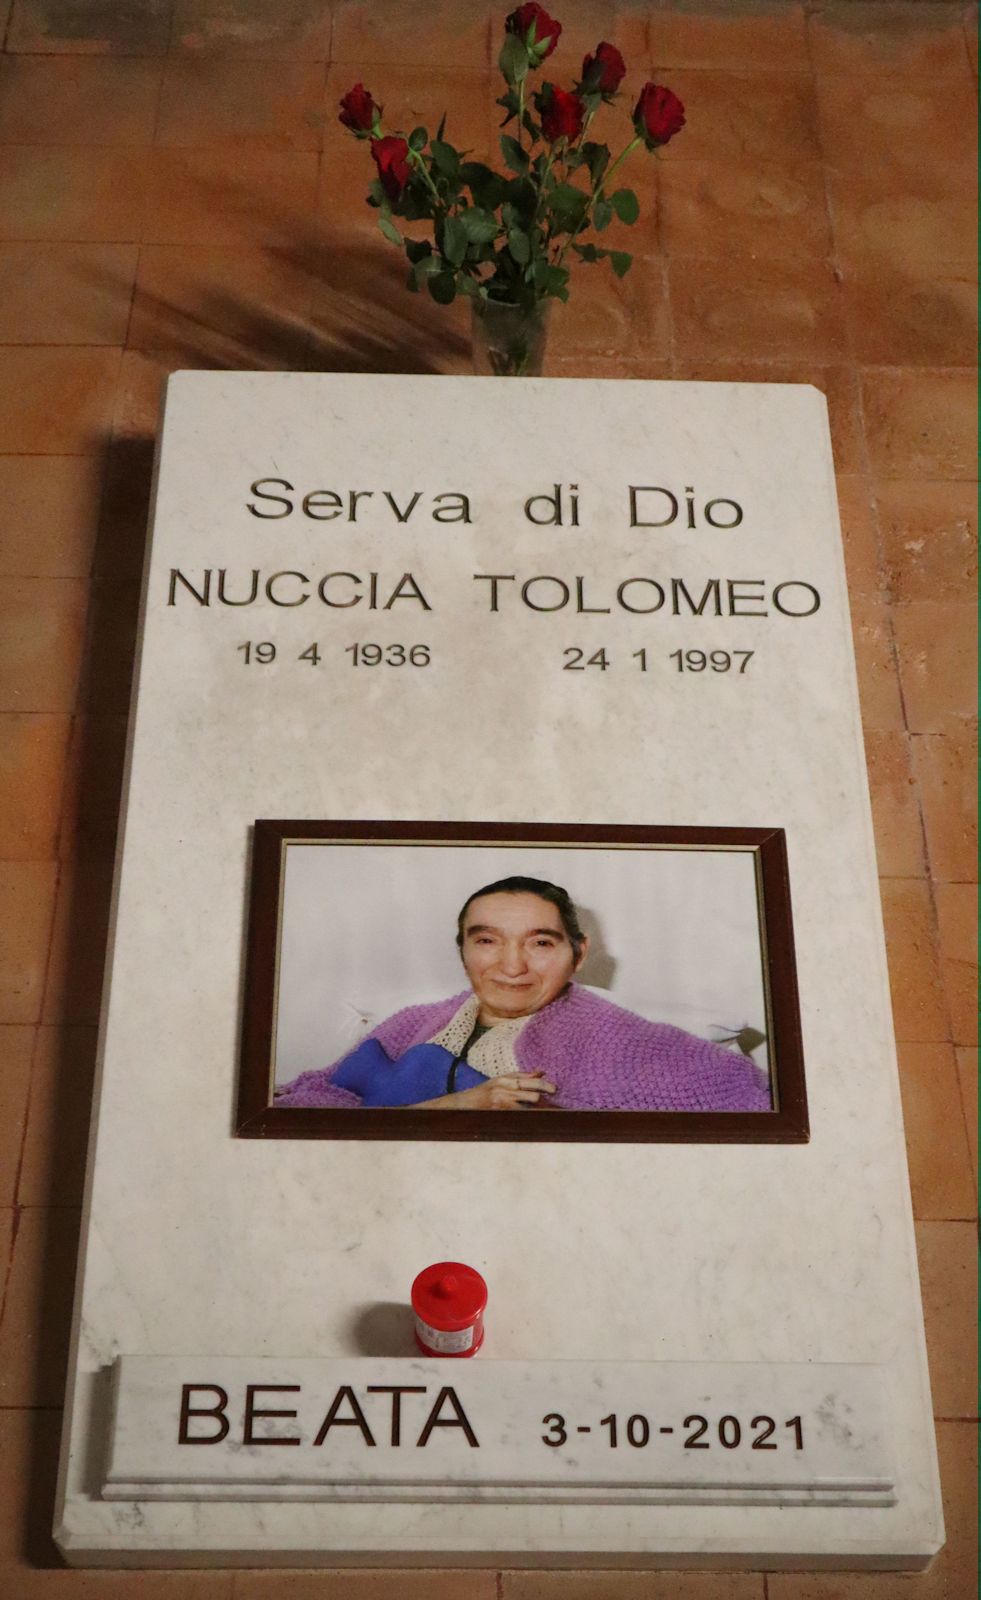 Serva di Dio
NUCCIA TOLOMEO
19 4 1936 24 1 1997
BEATA 3-10-2021